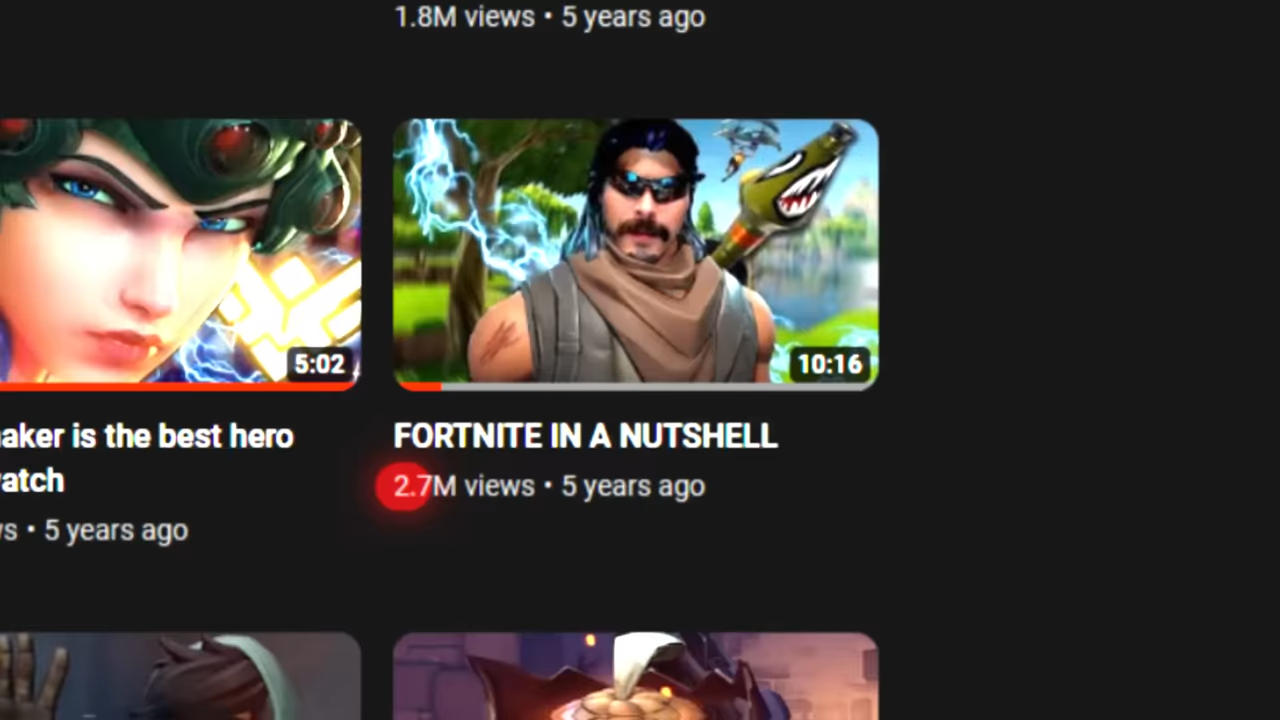 1.8M views • 5 years ago
5:02
10:16
aker is the best hero
atch
FORTNITE IN A NUTSHELL
2.7M views • 5 years ago
s • 5 years ago